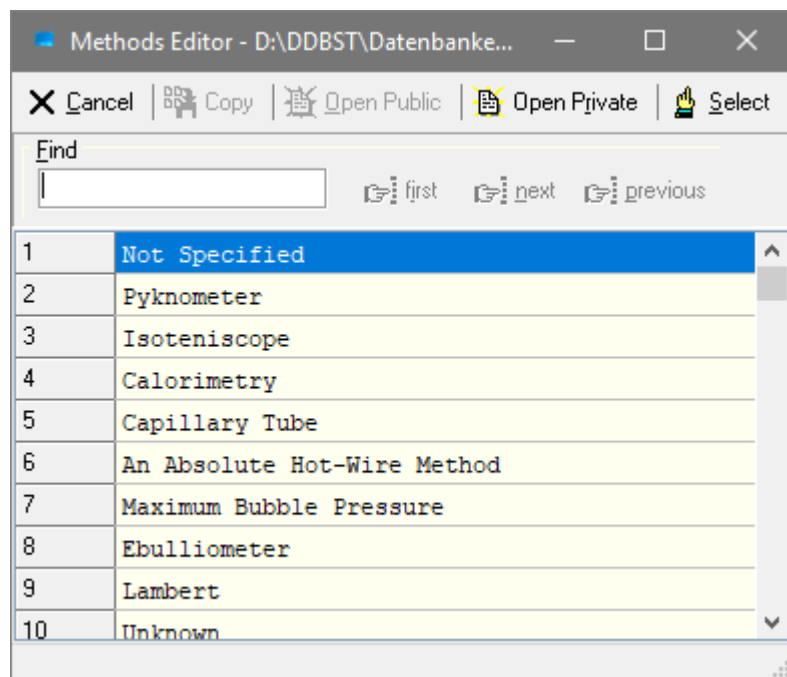 Methods Editor - D:\DDBST\Datenbanke...
Cancel Copy Open Public Open Private Select
Find
first next previous
1 Not Specified
2 Pyknometer
3 Isoteniscope
4 Calorimetry
5 Capillary Tube
6 An Absolute Hot-Wire Method
7 Maximum Bubble Pressure
8 Ebulliometer
9 Lambert
10 Unknown